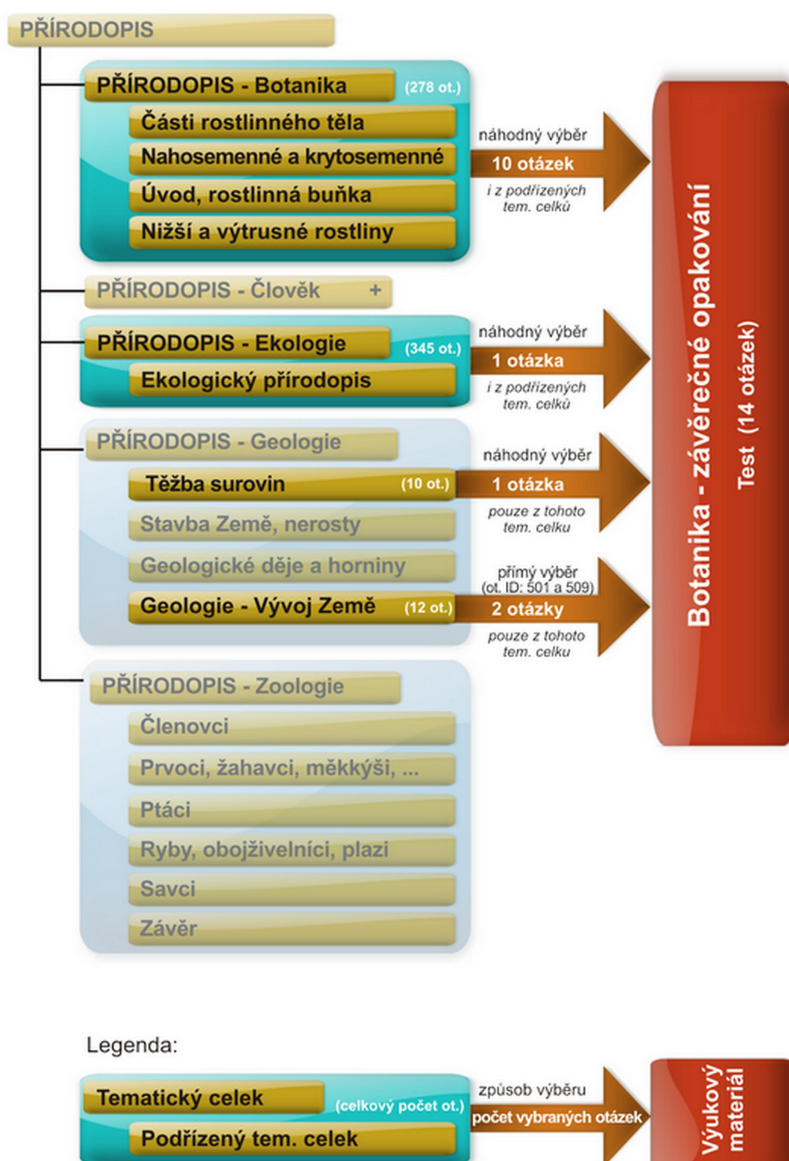 PŘÍRODOPIS
PŘÍRODOPIS - Botanika (278 ot.)
Části rostlinného těla
Nahosemenné a krytosemenné
Úvod, rostlinná buňka
Nižší a výtrusné rostliny
náhodný výběr
10 otázek
i z podřízených
tem. celků
PŘÍRODOPIS - Člověk +
PŘÍRODOPIS - Ekologie (345 ot.)
Ekologický přírodopis
náhodný výběr
1 otázka
i z podřízených
tem. celků
PŘÍRODOPIS - Geologie
Těžba surovin (10 ot.)
náhodný výběr
1 otázka
pouze z tohoto
tem. celku
Stavba Země, nerosty
Geologické děje a horniny
Geologie - Vývoj Země (12 ot.)
přímý výběr
(ot. ID: 501 a 509)
2 otázky
pouze z tohoto
tem. celku
PŘÍRODOPIS - Zoologie
Členovci
Prvoci, žahavci, měkkýši, ...
Ptáci
Ryby, obojživelníci, plazi
Savci
Závěr
Botanika - závěrečné opakování
Test (14 otázek)
Legenda:
Tematický celek (celkový počet ot.)
Podřízený tem. celek
způsob výběru
počet vybraných otázek
Výukový
materiál